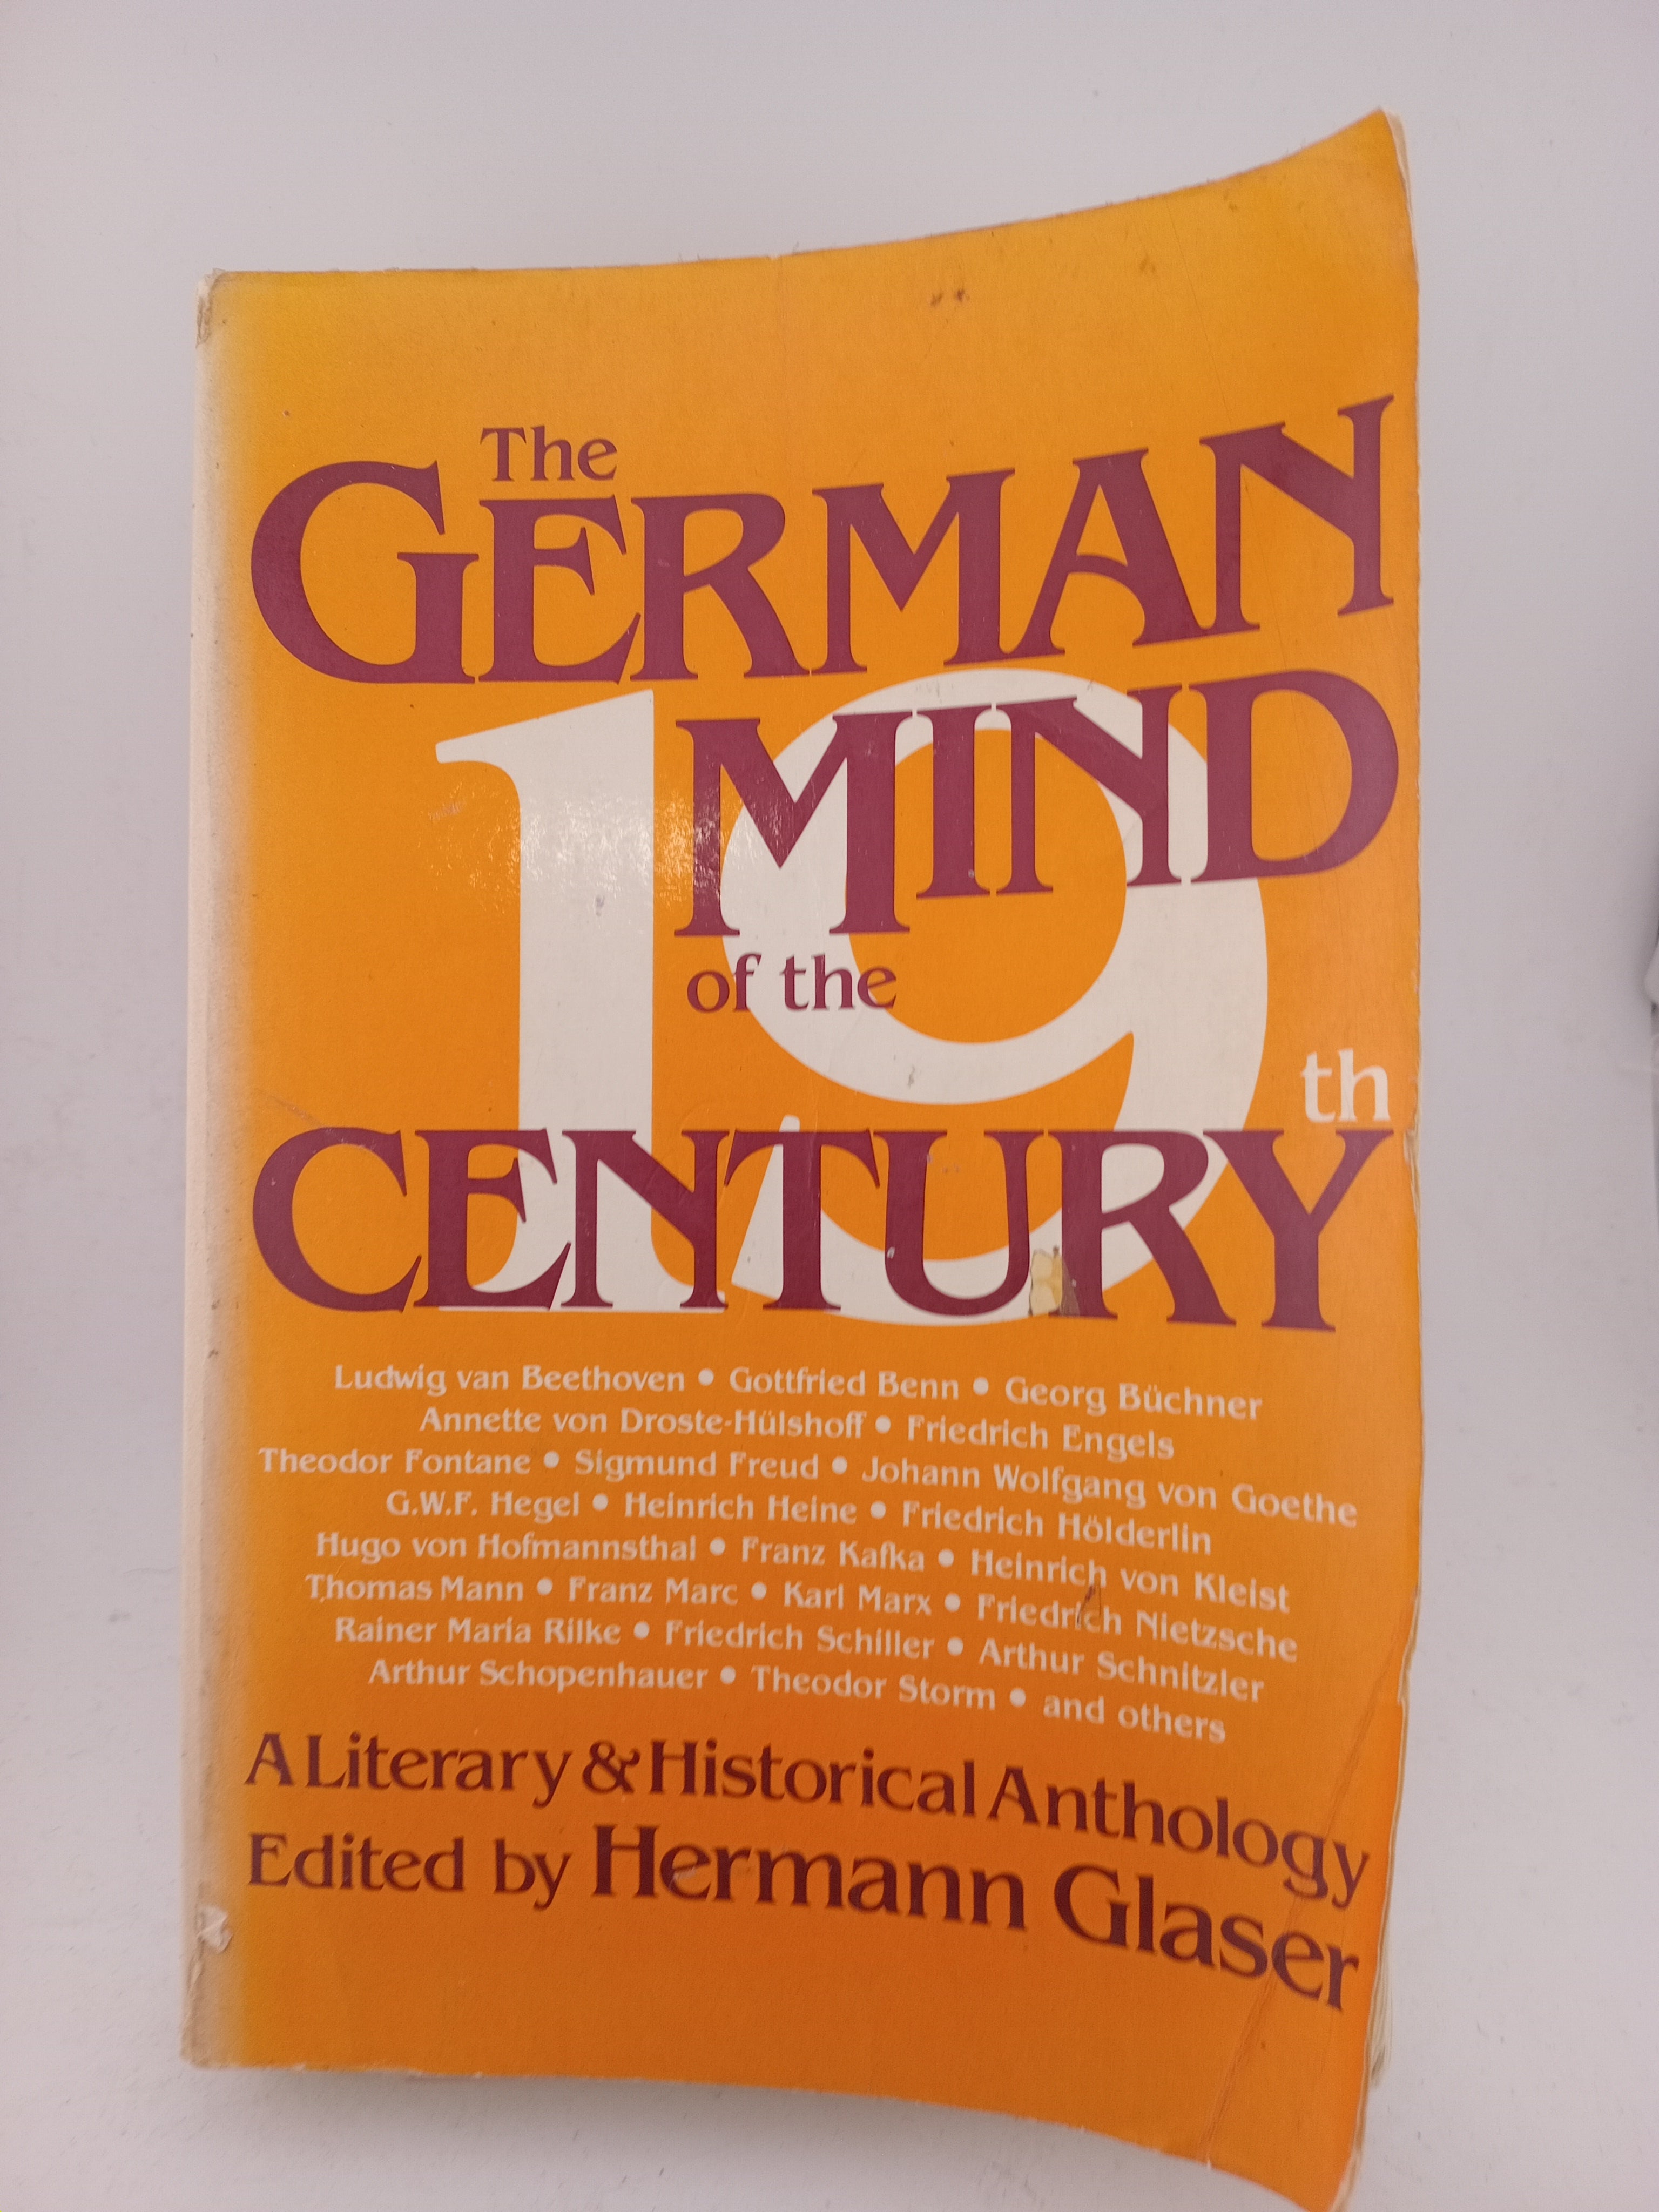 The
GERMAN
MIND
of the
19th
CENTURY
Ludwig van Beethoven • Gottfried Benn • Georg Büchner
Annette von Droste-Hülshoff • Friedrich Engels
Theodor Fontane • Sigmund Freud • Johann Wolfgang von Goethe
G.W.F. Hegel • Heinrich Heine • Friedrich Hölderlin
Hugo von Hofmannsthal • Franz Kafka • Heinrich von Kleist
Thomas Mann • Franz Marc • Karl Marx • Friedrich Nietzsche
Rainer Maria Rilke • Friedrich Schiller • Arthur Schnitzler
Arthur Schopenhauer • Theodor Storm • and others
A Literary & Historical Anthology
Edited by Hermann Glaser